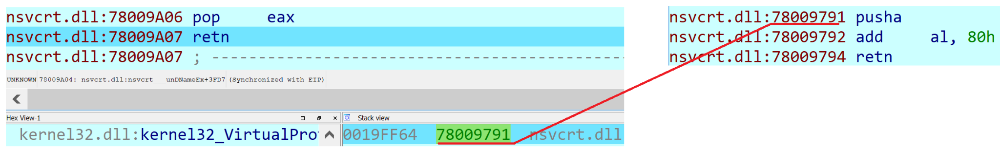 nsvcrt.dll:78009A06 pop eax
nsvcrt.dll:78009A07 retn
nsvcrt.dll:78009A07 ; ---------------------------------------------
UNKNOWN 78009A04: nsvcrt.dll:nsvcrt___unDNameEx+3FD7 (Synchronized with EIP)
Hex View-1
kernel32.dll:kernel32_VirtualPro
Stack view
0019FF64 78009791 nsvcrt.dll
nsvcrt.dll:78009791 pusha
nsvcrt.dll:78009792 add al, 80h
nsvcrt.dll:78009794 retn